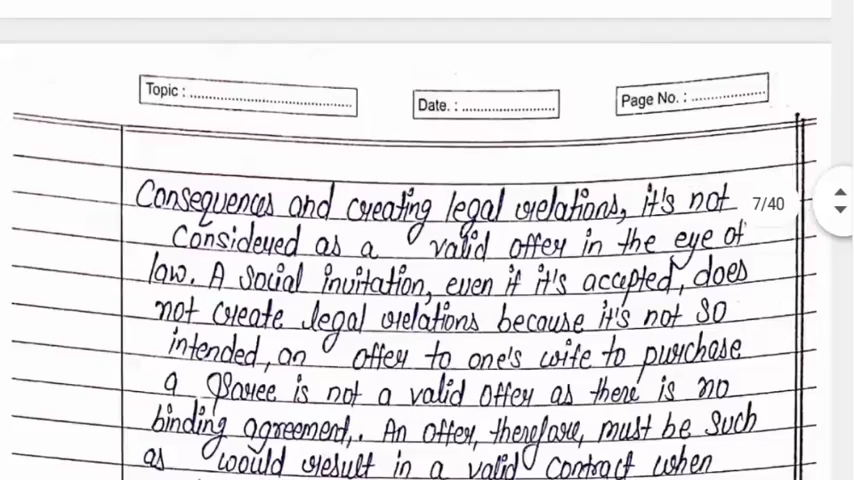 Topic : ........................................
Date. : ........................
Page No. : ...................
Consequences and creating legal relations, it's not
7/40
Considered as a valid offer in the eye of
law. A social invitation, even if it's accepted, does
not create legal relations because it's not so
intended, an offer to one's wife to purchase
a Saree is not a valid offer as there is no
binding agreement,. An offer, therefore, must be such
as would result in a valid contract when